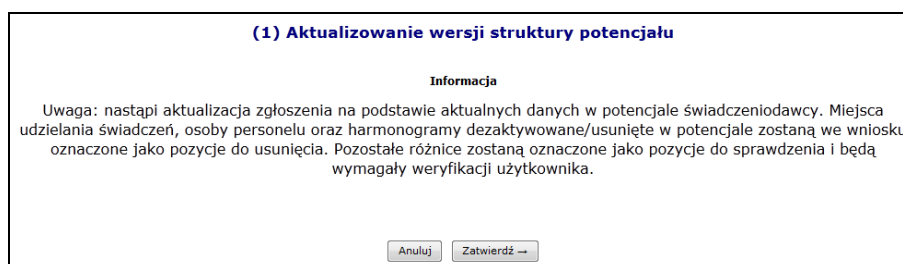 (1) Aktualizowanie wersji struktury potencjału
Informacja
Uwaga: nastąpi aktualizacja zgłoszenia na podstawie aktualnych danych w potencjale świadczeniodawcy. Miejsca
udzielania świadczeń, osoby personelu oraz harmonogramy dezaktywowane/usunięte w potencjale zostaną we wniosku
oznaczone jako pozycje do usunięcia. Pozostałe różnice zostaną oznaczone jako pozycje do sprawdzenia i będą
wymagały weryfikacji użytkownika.
Anuluj Zatwierdź →